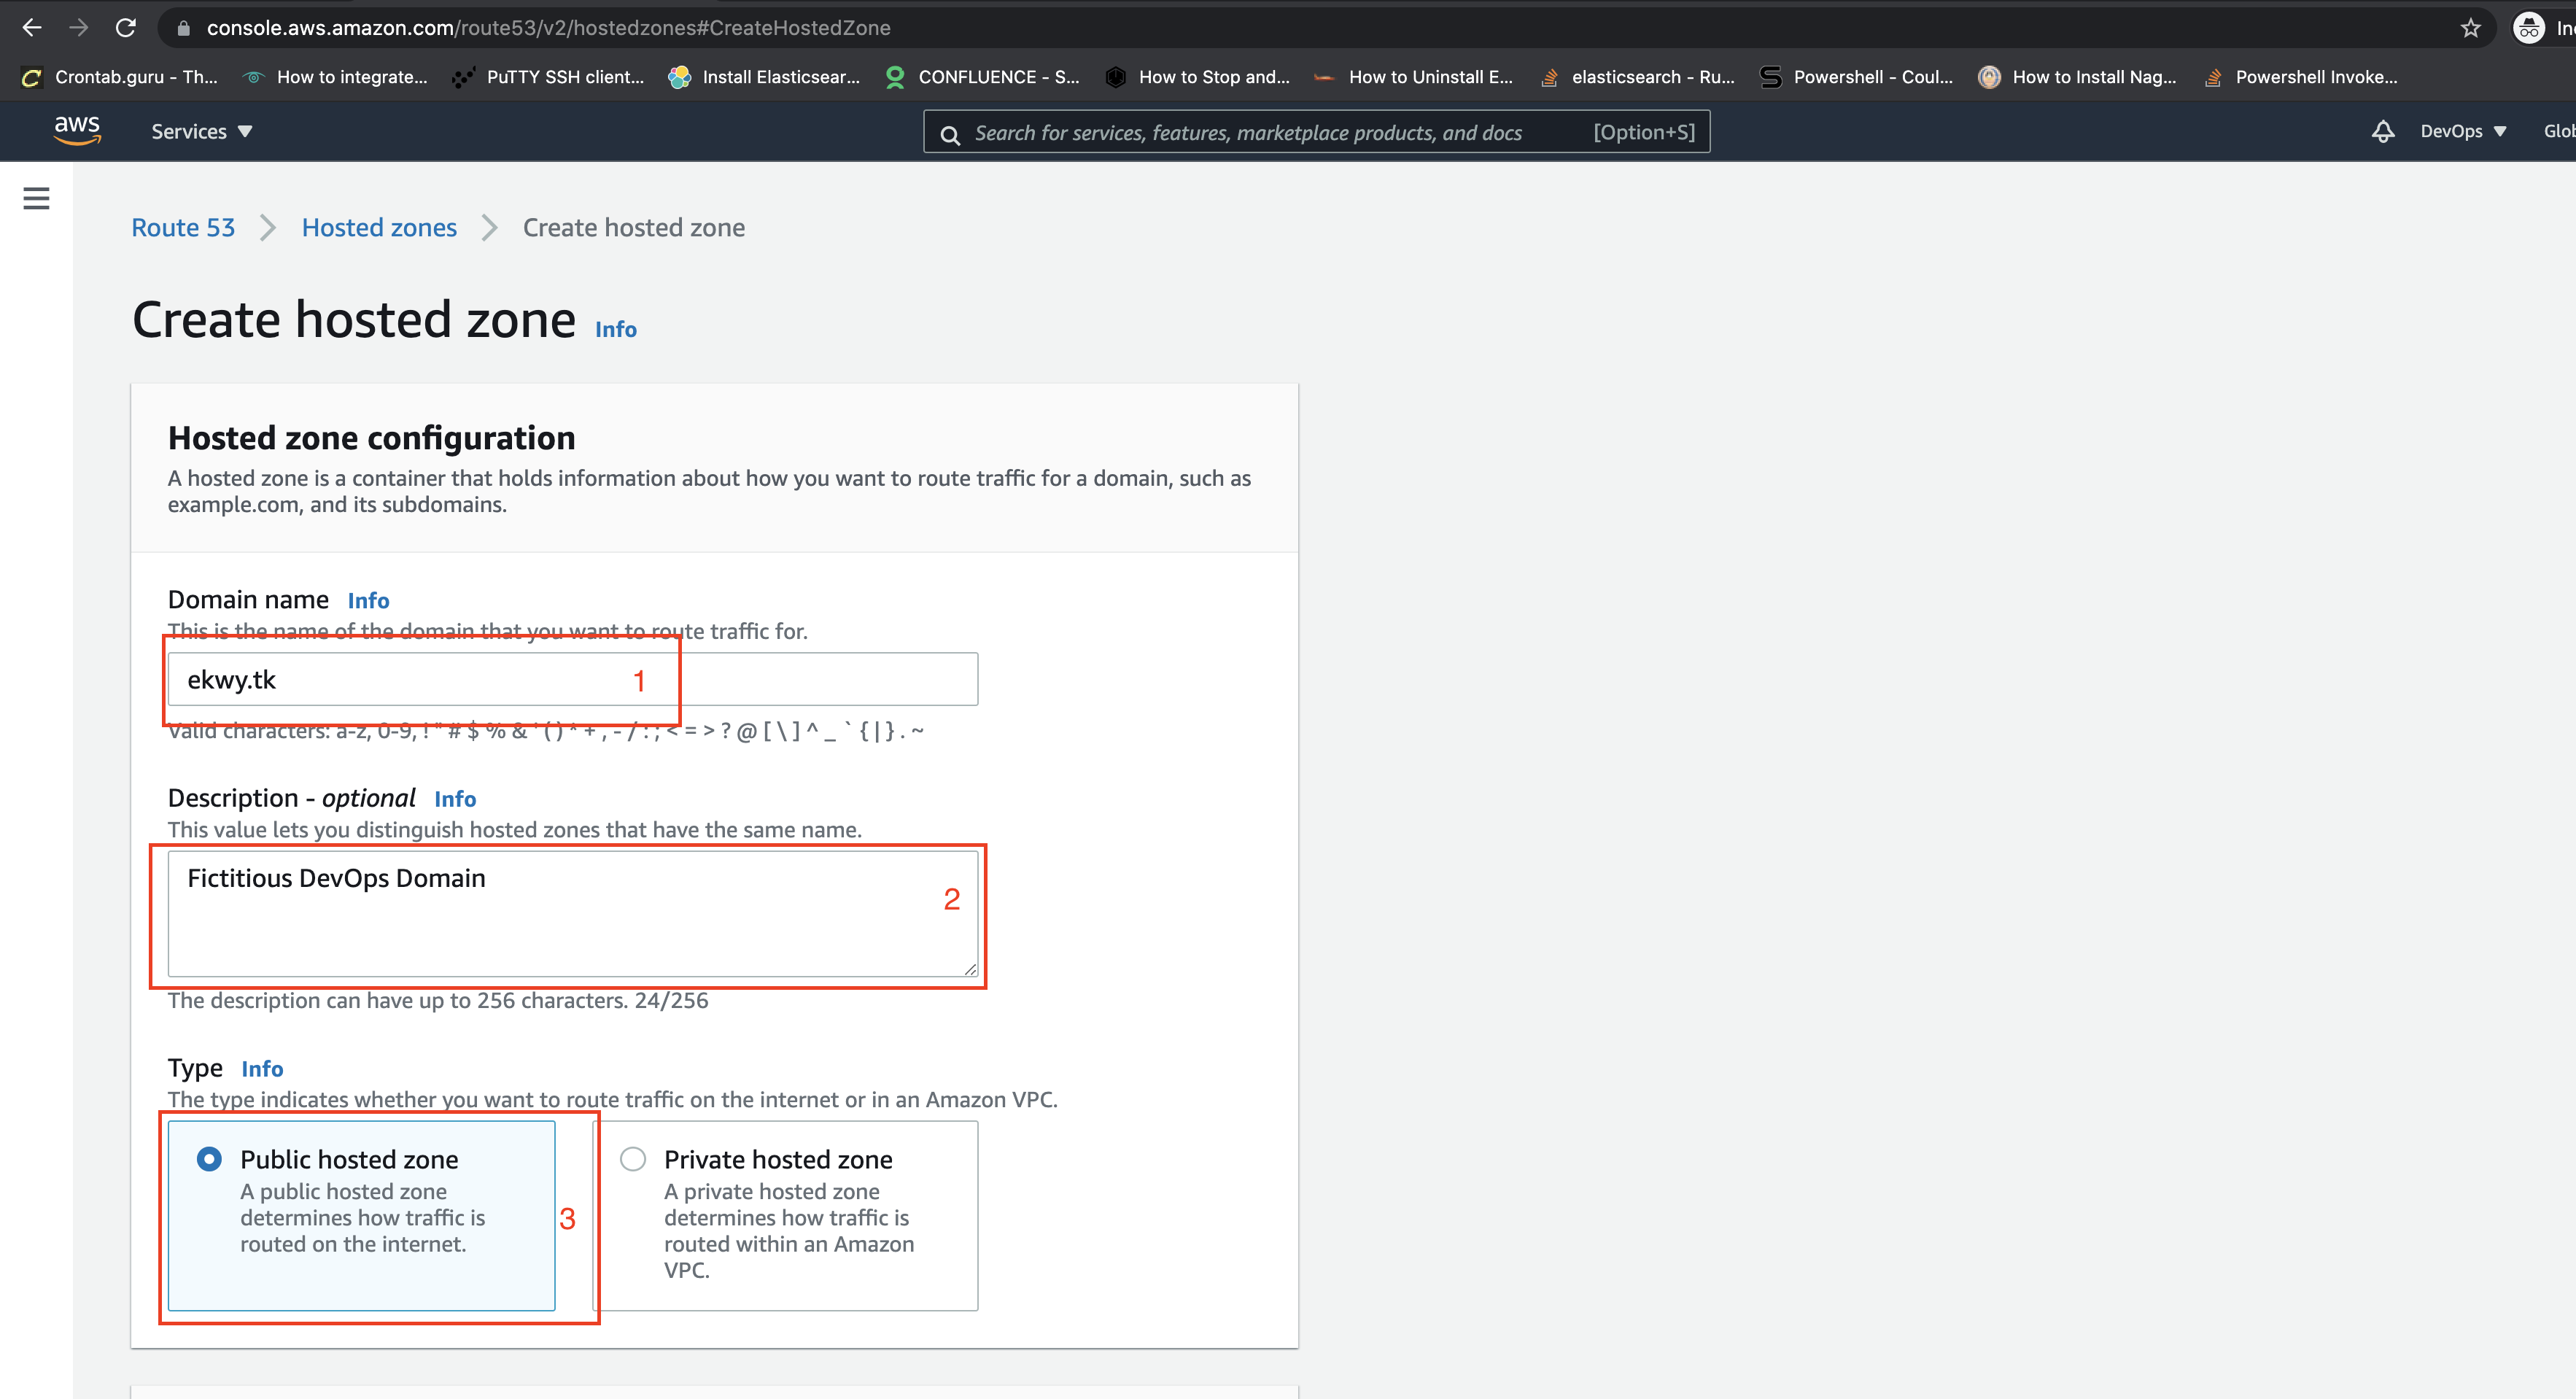 console.aws.amazon.com/route53/v2/hostedzones#CreateHostedZone
Crontab.guru - Th... How to integrate... PuTTY SSH client... Install Elasticsear... CONFLUENCE - S... How to Stop and... How to Uninstall E... elasticsearch - Ru... Powershell - Coul... How to Install Nag... Powershell Invoke...
aws Services Search for services, features, marketplace products, and docs [Option+S] DevOps
Route 53 Hosted zones Create hosted zone
Create hosted zone Info
Hosted zone configuration
A hosted zone is a container that holds information about how you want to route traffic for a domain, such as
example.com, and its subdomains.
Domain name Info
This is the name of the domain that you want to route traffic for.
ekwy.tk 1
Valid characters: a-z, 0-9, ! " # $ % & ' ( ) * + , - / : ; < = > ? @ [ \ ] ^ _ ` { | } . ~
Description - optional Info
This value lets you distinguish hosted zones that have the same name.
Fictitious DevOps Domain
2
The description can have up to 256 characters. 24/256
Type Info
The type indicates whether you want to route traffic on the internet or in an Amazon VPC.
Public hosted zone
A public hosted zone
determines how traffic is
routed on the internet.
3
Private hosted zone
A private hosted zone
determines how traffic is
routed within an Amazon
VPC.